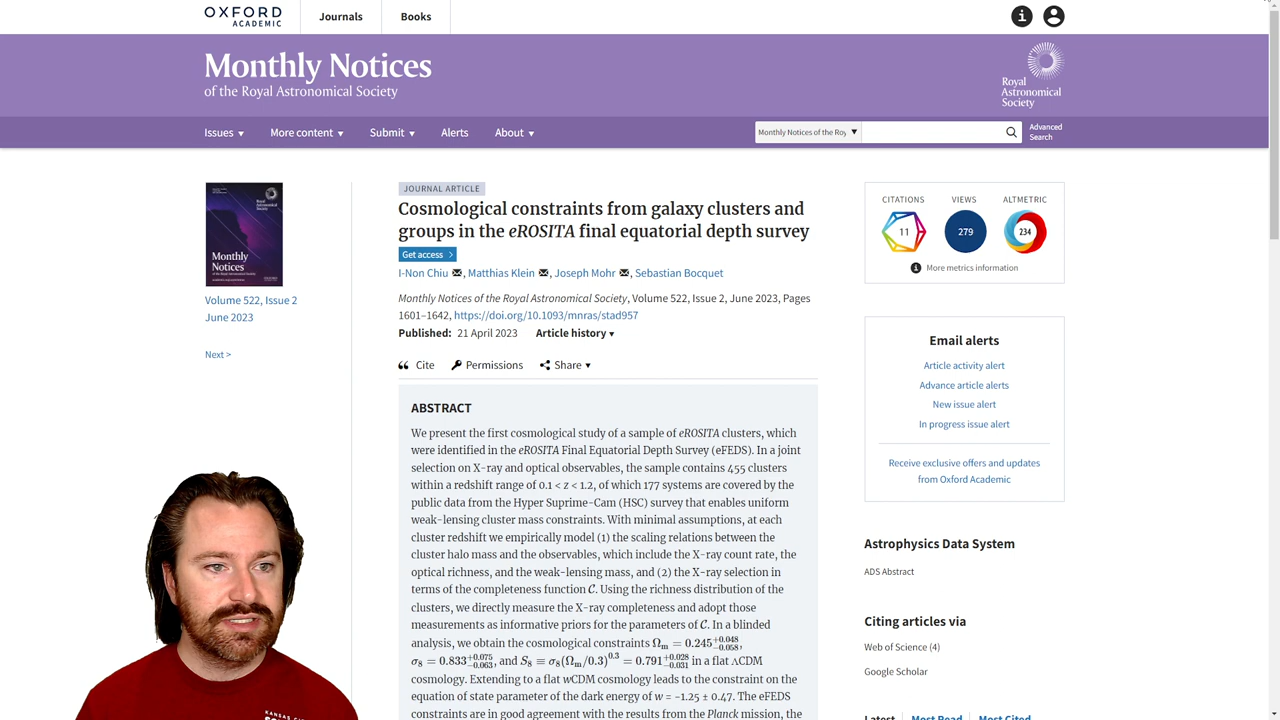 OXFORD
ACADEMIC
Journals
Books
Monthly Notices
of the Royal Astronomical Society
Royal
Astronomical
Society
Issues
More content
Submit
Alerts
About
Monthly Notices of the Roy
Advanced
Search
Royal
Astronomical
Society
Monthly
Notices
Volume 522, Issue 2
June 2023
Next >
JOURNAL ARTICLE
Cosmological constraints from galaxy clusters and
groups in the eROSITA final equatorial depth survey
Get access >
I-Non Chiu, Matthias Klein, Joseph Mohr, Sebastian Bocquet
Monthly Notices of the Royal Astronomical Society, Volume 522, Issue 2, June 2023, Pages
1601–1642, https://doi.org/10.1093/mnras/stad957
Published: 21 April 2023 Article history
Cite Permissions Share
ABSTRACT
We present the first cosmological study of a sample of eROSITA clusters, which
were identified in the eROSITA Final Equatorial Depth Survey (eFEDS). In a joint
selection on X-ray and optical observables, the sample contains 455 clusters
within a redshift range of 0.1 < z < 1.2, of which 177 systems are covered by the
public data from the Hyper Suprime-Cam (HSC) survey that enables uniform
weak-lensing cluster mass constraints. With minimal assumptions, at each
cluster redshift we empirically model (1) the scaling relations between the
cluster halo mass and the observables, which include the X-ray count rate, the
optical richness, and the weak-lensing mass, and (2) the X-ray selection in
terms of the completeness function C. Using the richness distribution of the
clusters, we directly measure the X-ray completeness and adopt those
measurements as informative priors for the parameters of C. In a blinded
analysis, we obtain the cosmological constraints Ωm = 0.245+0.048−0.058,
σ8 = 0.833+0.075−0.063, and S8 ≡ σ8(Ωm/0.3)0.3 = 0.791+0.028−0.031 in a flat ΛCDM
cosmology. Extending to a flat wCDM cosmology leads to the constraint on the
equation of state parameter of the dark energy of w = −1.25 ± 0.47. The eFEDS
constraints are in good agreement with the results from the Planck mission, the
CITATIONS VIEWS ALTMETRIC
11 279 234
More metrics information
Email alerts
Article activity alert
Advance article alerts
New issue alert
In progress issue alert
Receive exclusive offers and updates
from Oxford Academic
Astrophysics Data System
ADS Abstract
Citing articles via
Web of Science (4)
Google Scholar
Latest Most Read Most Cited
KANSAS CI